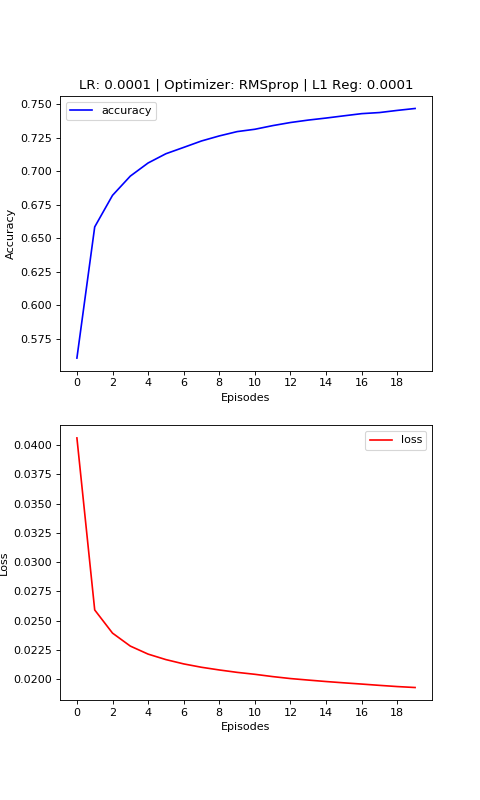 LR: 0.0001 | Optimizer: RMSprop | L1 Reg: 0.0001
accuracy
0.750
0.725
0.700
0.675
0.650
0.625
0.600
0.575
Accuracy
0 2 4 6 8 10 12 14 16 18
Episodes
loss
0.0400
0.0375
0.0350
0.0325
0.0300
0.0275
0.0250
0.0225
0.0200
Loss
0 2 4 6 8 10 12 14 16 18
Episodes